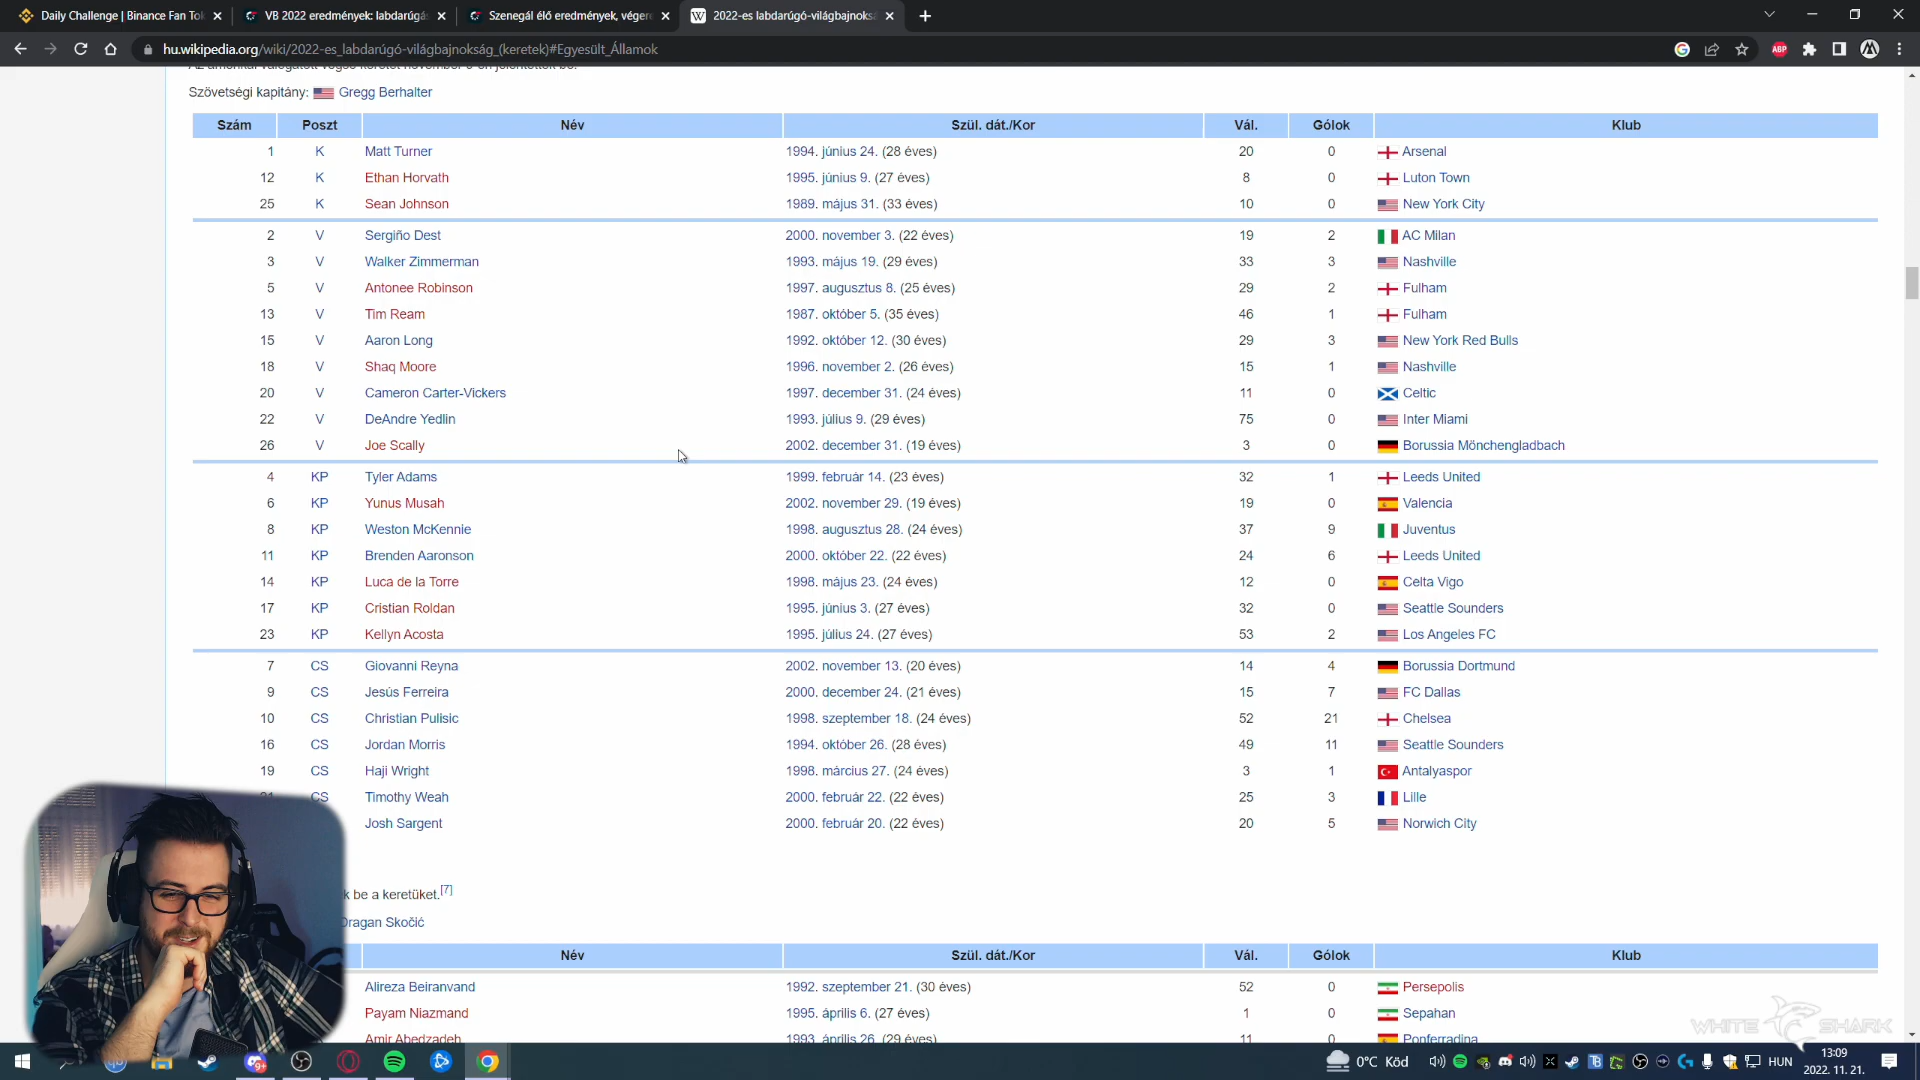 Daily Challenge | Binance Fan Tok
VB 2022 eredmények: labdarúgás
Szenegál élő eredmények, végere
2022-es labdarúgó-világbajnoksá
hu.wikipedia.org/wiki/2022-es_labdarúgó-világbajnokság_(keretek)#Egyesült_Államok
Szövetségi kapitány: Gregg Berhalter
Szám Poszt Név Szül. dát./Kor Vál. Gólok Klub
1 K Matt Turner 1994. június 24. (28 éves) 20 0 Arsenal
12 K Ethan Horvath 1995. június 9. (27 éves) 8 0 Luton Town
25 K Sean Johnson 1989. május 31. (33 éves) 10 0 New York City
2 V Sergiño Dest 2000. november 3. (22 éves) 19 2 AC Milan
3 V Walker Zimmerman 1993. május 19. (29 éves) 33 3 Nashville
5 V Antonee Robinson 1997. augusztus 8. (25 éves) 29 2 Fulham
13 V Tim Ream 1987. október 5. (35 éves) 46 1 Fulham
15 V Aaron Long 1992. október 12. (30 éves) 29 3 New York Red Bulls
18 V Shaq Moore 1996. november 2. (26 éves) 15 1 Nashville
20 V Cameron Carter-Vickers 1997. december 31. (24 éves) 11 0 Celtic
22 V DeAndre Yedlin 1993. július 9. (29 éves) 75 0 Inter Miami
26 V Joe Scally 2002. december 31. (19 éves) 3 0 Borussia Mönchengladbach
4 KP Tyler Adams 1999. február 14. (23 éves) 32 1 Leeds United
6 KP Yunus Musah 2002. november 29. (19 éves) 19 0 Valencia
8 KP Weston McKennie 1998. augusztus 28. (24 éves) 37 9 Juventus
11 KP Brenden Aaronson 2000. október 22. (22 éves) 24 6 Leeds United
14 KP Luca de la Torre 1998. május 23. (24 éves) 12 0 Celta Vigo
17 KP Cristian Roldan 1995. június 3. (27 éves) 32 0 Seattle Sounders
23 KP Kellyn Acosta 1995. július 24. (27 éves) 53 2 Los Angeles FC
7 CS Giovanni Reyna 2002. november 13. (20 éves) 14 4 Borussia Dortmund
9 CS Jesús Ferreira 2000. december 24. (21 éves) 15 7 FC Dallas
10 CS Christian Pulisic 1998. szeptember 18. (24 éves) 52 21 Chelsea
16 CS Jordan Morris 1994. október 26. (28 éves) 49 11 Seattle Sounders
19 CS Haji Wright 1998. március 27. (24 éves) 3 1 Antalyaspor
21 CS Timothy Weah 2000. február 22. (22 éves) 25 3 Lille
Josh Sargent 2000. február 20. (22 éves) 20 5 Norwich City
k be a keretüket.[7]
Dragan Skočić
Név Szül. dát./Kor Vál. Gólok Klub
Alireza Beiranvand 1992. szeptember 21. (30 éves) 52 0 Persepolis
Payam Niazmand 1995. április 6. (27 éves) 1 0 Sepahan
Amir Abedzadeh 1993. április 26. (29 éves) 11 0 Ponferradina
WHITE SHARK
0°C Köd
HUN
13:09
2022. 11. 21.